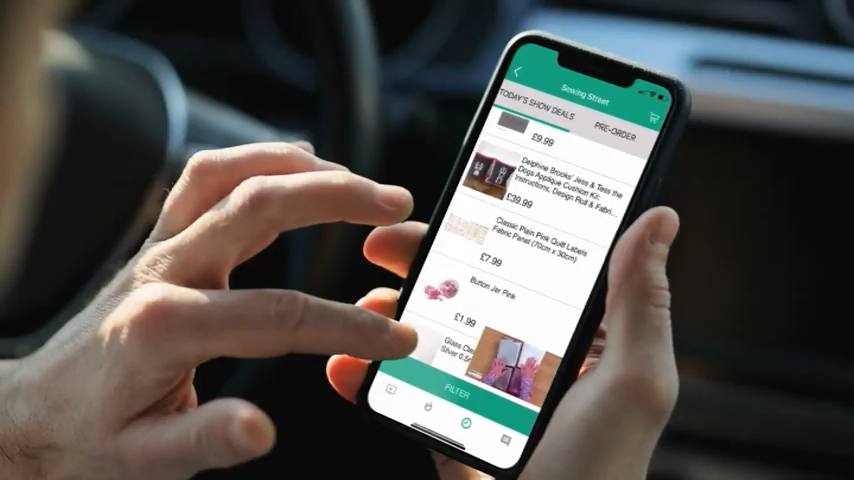 Sewing Street
TODAY'S SHOW DEALS
PRE-ORDER
£9.99
Delphine Brooks' Jess & Tess the
Dogs Applique Cushion Kit:
Instructions, Design Roll & Fabri...
£39.99
Classic Plain Pink Quilt Labels
Fabric Panel (70cm x 30cm)
£7.99
Button Jar Pink
£1.99
Glass
Silver
FILTER